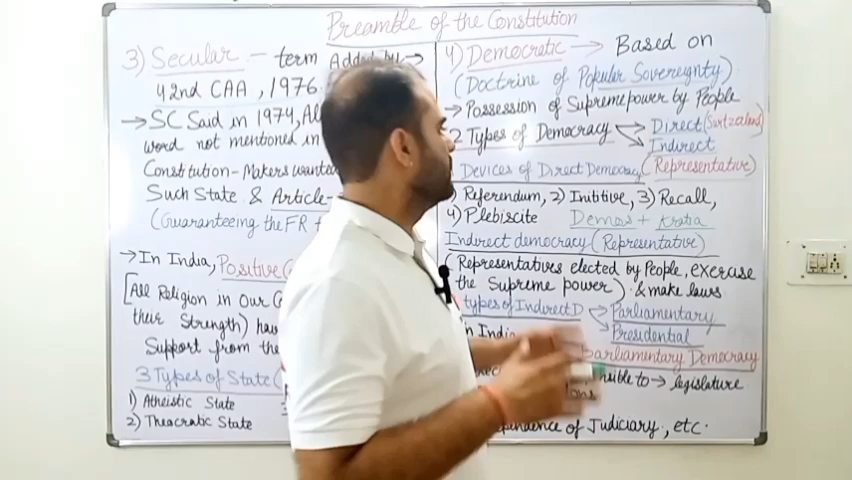 Preamble of the Constitution
3) Secular - term Added by →
42nd CAA, 1976
→ SC Said in 1974, Al
word not mentioned in
Constitution - Makers wanted
Such State & Article-
(Guaranteeing the FR
→ In India, Positive
[All Religion in Our
their Strength) hav
Support from the
3 Types of State (
1) Atheistic State
2) Theocratic State
4) Democratic → Based on
(Doctrine of Popular Sovereignty)
→ Possession of Supreme power by People
2 Types of Democracy → Direct (Switzerland)
Indirect
(Representative)
Devices of Direct Democracy
1) Referendum, 2) Inititive, 3) Recall,
4) Plebiscite Demos + Kratia
Indirect democracy (Representative)
(Representatives elected by People, exercise
the Supreme power) & make laws
types of Indirect D Parliamentary
Presidential
In India
Parliamentary Democracy
nsible to → legislature
ions
pendence of Judiciary, etc.